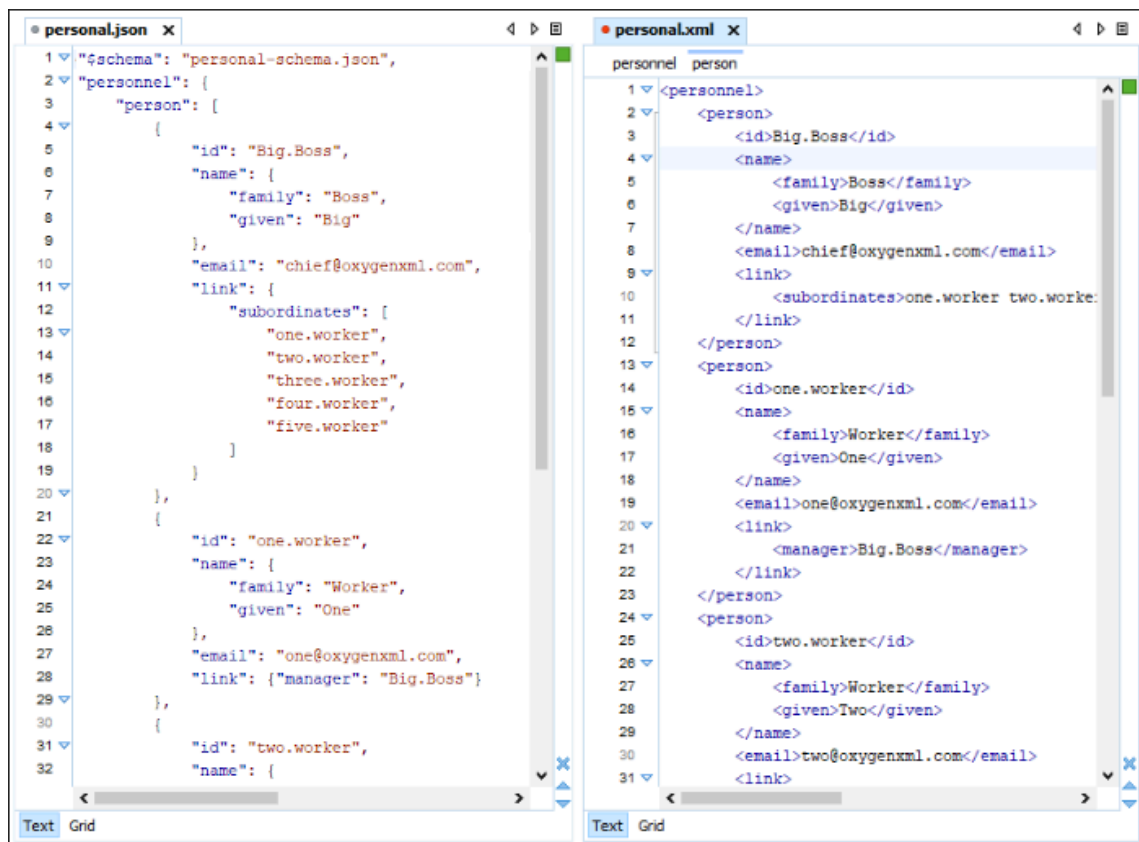 personal.json
1 "$schema": "personal-schema.json",
2 "personnel": {
3 "person": [
4 {
5 "id": "Big.Boss",
6 "name": {
7 "family": "Boss",
8 "given": "Big"
9 },
10 "email": "chief@oxygenxml.com",
11 "link": {
12 "subordinates": [
13 "one.worker",
14 "two.worker",
15 "three.worker",
16 "four.worker",
17 "five.worker"
18 ]
19 }
20 },
21 {
22 "id": "one.worker",
23 "name": {
24 "family": "Worker",
25 "given": "One"
26 },
27 "email": "one@oxygenxml.com",
28 "link": {"manager": "Big.Boss"}
29 },
30 {
31 "id": "two.worker",
32 "name": {
Text Grid
personal.xml
personnel person
1 <personnel>
2 <person>
3 <id>Big.Boss</id>
4 <name>
5 <family>Boss</family>
6 <given>Big</given>
7 </name>
8 <email>chief@oxygenxml.com</email>
9 <link>
10 <subordinates>one.worker two.worke
11 </link>
12 </person>
13 <person>
14 <id>one.worker</id>
15 <name>
16 <family>Worker</family>
17 <given>One</given>
18 </name>
19 <email>one@oxygenxml.com</email>
20 <link>
21 <manager>Big.Boss</manager>
22 </link>
23 </person>
24 <person>
25 <id>two.worker</id>
26 <name>
27 <family>Worker</family>
28 <given>Two</given>
29 </name>
30 <email>two@oxygenxml.com</email>
31 <link>
Text Grid